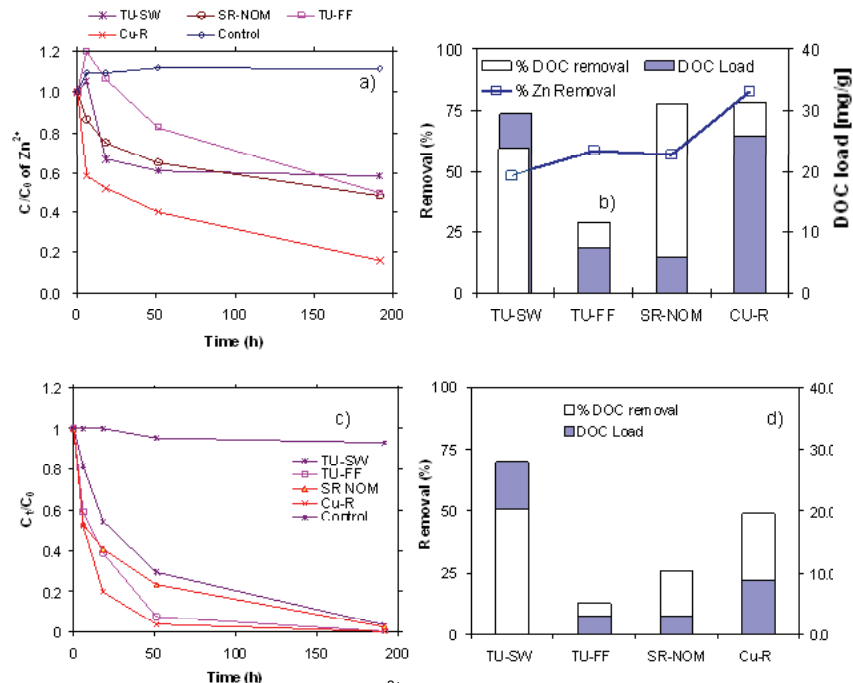 TU-SW SR-NOM TU-FF
Cu-R Control
1.2
1.0
0.8
0.6
0.4
0.2
0.0
C/C₀ of Zn²⁺
a)
0 50 100 150 200
Time (h)
100
75
50
25
0
Removal (%)
% DOC removal DOC Load
% Zn Removal
b)
40
30
20
10
0
DOC load [mg/g]
TU-SW TU-FF SR-NOM CU-R
1.2
1
0.8
0.6
0.4
0.2
0
Cₜ/C₀
c)
TU-SW
TU-FF
SR NOM
Cu-R
Control
0 50 100 150 200
Time (h)
100
75
50
25
0
Removal (%)
% DOC removal
DOC Load
d)
40.0
30.0
20.0
10.0
0.0
TU-SW TU-FF SR-NOM Cu-R